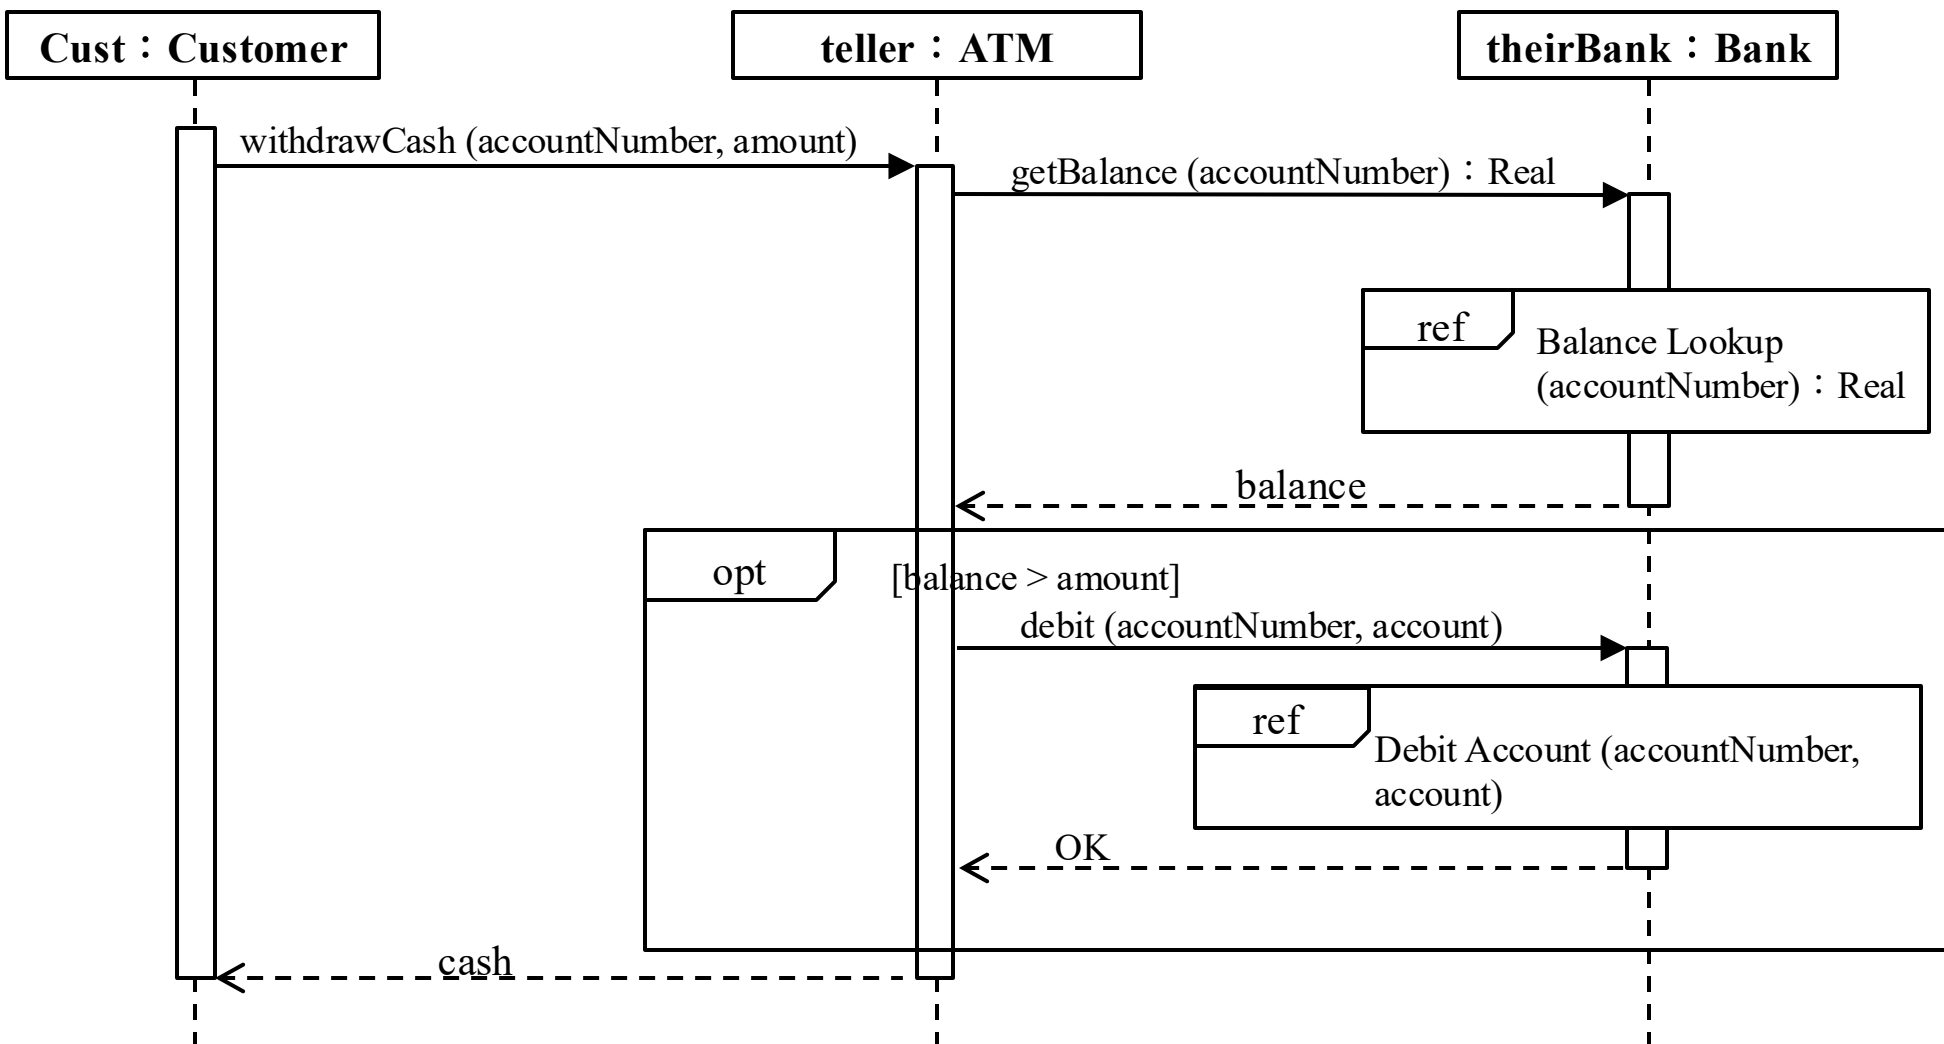 Cust：Customer
teller：ATM
theirBank：Bank
withdrawCash (accountNumber, amount)
getBalance (accountNumber)：Real
ref
Balance Lookup
(accountNumber)：Real
balance
opt
[balance > amount]
debit (accountNumber, account)
ref
Debit Account (accountNumber,
account)
OK
cash